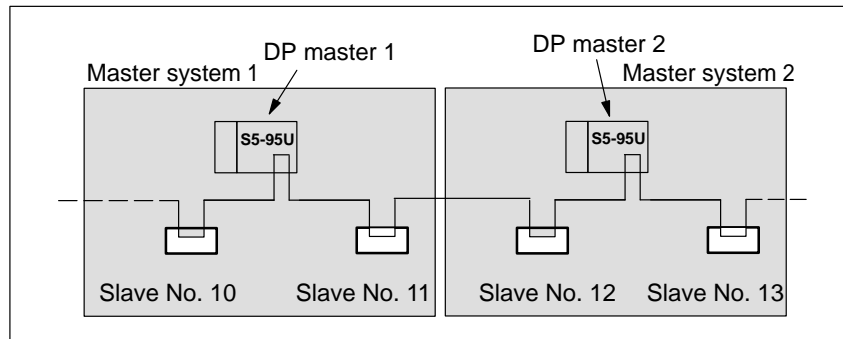 DP master 1
DP master 2
Master system 1
Master system 2
S5-95U
S5-95U
Slave No. 10
Slave No. 11
Slave No. 12
Slave No. 13